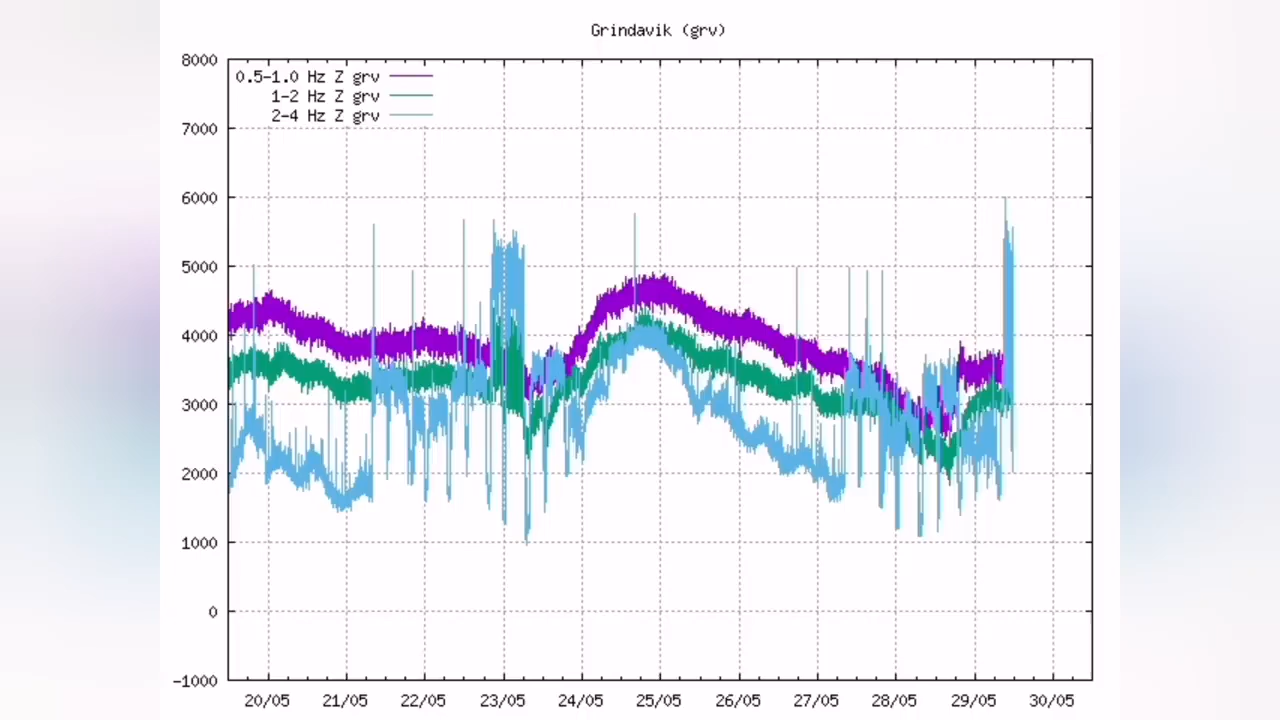 Grindavik (grv)
8000
7000
6000
5000
4000
3000
2000
1000
0
-1000
0.5-1.0 Hz Z grv
1-2 Hz Z grv
2-4 Hz Z grv
20/05 21/05 22/05 23/05 24/05 25/05 26/05 27/05 28/05 29/05 30/05